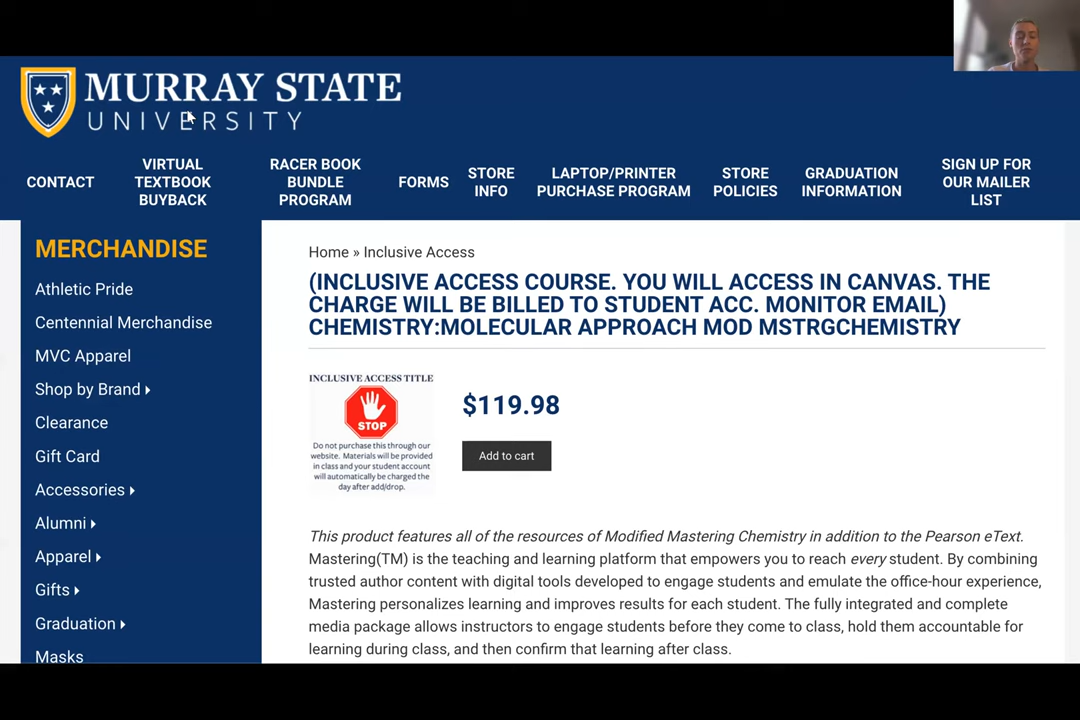 MURRAY STATE
UNIVERSITY
CONTACT
VIRTUAL
TEXTBOOK
BUYBACK
RACER BOOK
BUNDLE
PROGRAM
FORMS
STORE
INFO
LAPTOP/PRINTER
PURCHASE PROGRAM
STORE
POLICIES
GRADUATION
INFORMATION
SIGN UP FOR
OUR MAILER
LIST
MERCHANDISE
Athletic Pride
Centennial Merchandise
MVC Apparel
Shop by Brand
Clearance
Gift Card
Accessories
Alumni
Apparel
Gifts
Graduation
Masks
Home » Inclusive Access
(INCLUSIVE ACCESS COURSE. YOU WILL ACCESS IN CANVAS. THE
CHARGE WILL BE BILLED TO STUDENT ACC. MONITOR EMAIL)
CHEMISTRY:MOLECULAR APPROACH MOD MSTRGCHEMISTRY
INCLUSIVE ACCESS TITLE
STOP
Do not purchase this through our
website. Materials will be provided
in class and your student account
will automatically be charged the
day after add/drop.
$119.98
Add to cart
This product features all of the resources of Modified Mastering Chemistry in addition to the Pearson eText.
Mastering(TM) is the teaching and learning platform that empowers you to reach every student. By combining
trusted author content with digital tools developed to engage students and emulate the office-hour experience,
Mastering personalizes learning and improves results for each student. The fully integrated and complete
media package allows instructors to engage students before they come to class, hold them accountable for
learning during class, and then confirm that learning after class.